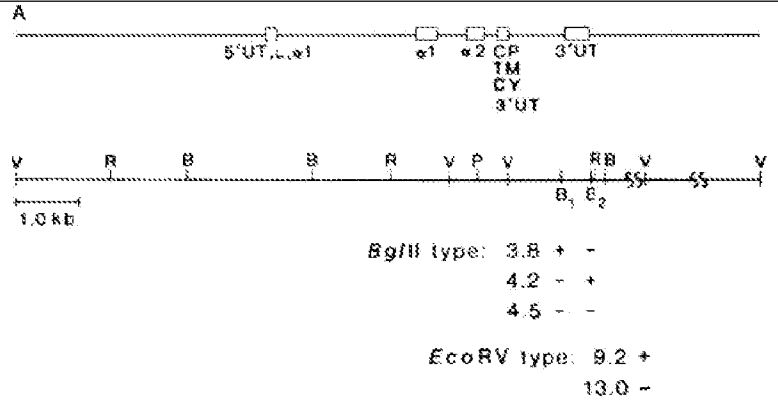 A
5'UT,L,α1 α1 α2 CP 3'UT
TM
CY
3'UT
V R B B R V P V R B V V
B1 B2
1.0 kb
BglII type: 3.8 + -
4.2 - +
4.5 - -
EcoRV type: 9.2 +
13.0 -